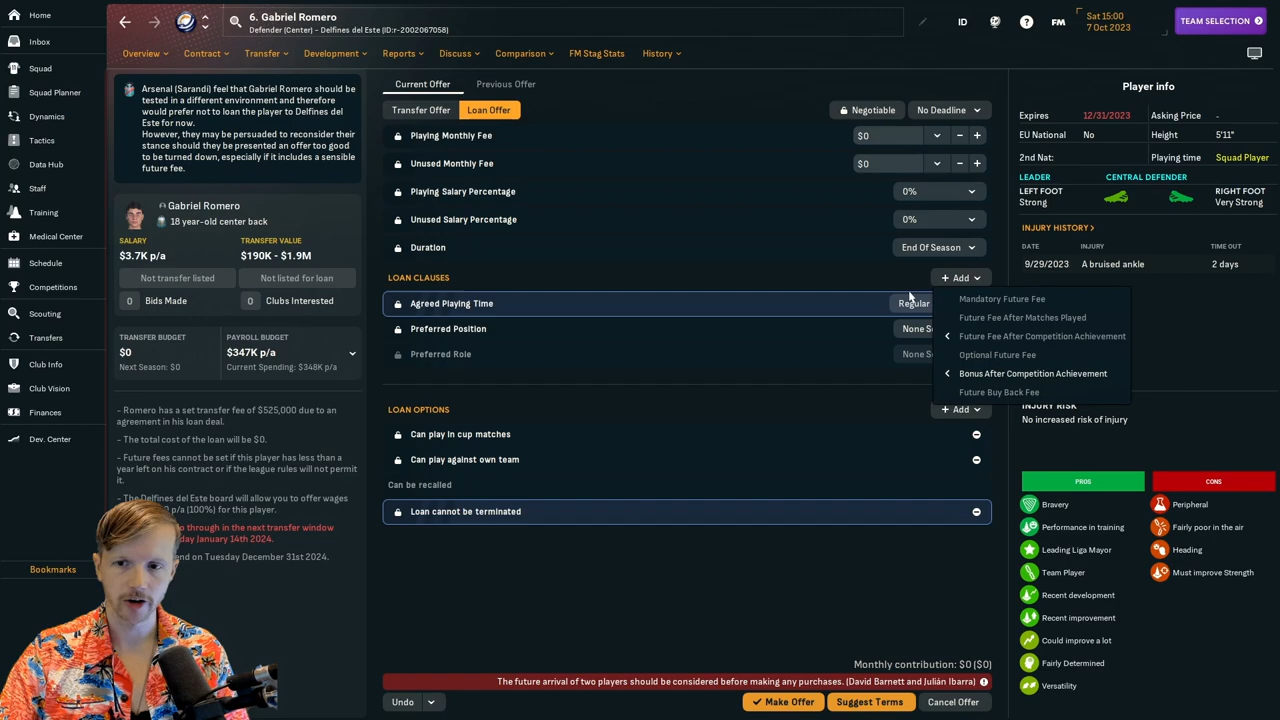 Home
Inbox
Squad
Squad Planner
Dynamics
Tactics
Data Hub
Staff
Training
Medical Center
Schedule
Competitions
Scouting
Transfers
Club Info
Club Vision
Finances
Dev. Center
Bookmarks
6. Gabriel Romero
Defender (Center) - Delfines del Este (ID:r-2002067058)
ID
FM
Sat 15:00
7 Oct 2023
TEAM SELECTION
Overview
Contract
Transfer
Development
Reports
Discuss
Comparison
FM Stag Stats
History
Arsenal (Sarandi) feel that Gabriel Romero should be
tested in a different environment and therefore
would prefer not to loan the player to Delfines del
Este for now.
However, they may be persuaded to reconsider their
stance should they be presented an offer too good
to be turned down, especially if it includes a sensible
future fee.
Gabriel Romero
18 year-old center back
SALARY
$3.7K p/a
TRANSFER VALUE
$190K - $1.9M
Not transfer listed
Not listed for loan
0 Bids Made
0 Clubs Interested
TRANSFER BUDGET
$0
Next Season: $0
PAYROLL BUDGET
$347K p/a
Current Spending: $348K p/a
- Romero has a set transfer fee of $525,000 due to an
agreement in his loan deal.
- The total cost of the loan will be $0.
- Future fees cannot be set if this player has less than a
year left on his contract or if the league rules will not permit
it.
- The Delfines del Este board will allow you to offer wages
0 p/a (100%) for this player.
through in the next transfer window
day January 14th 2024.
end on Tuesday December 31st 2024.
Current Offer
Previous Offer
Transfer Offer
Loan Offer
Negotiable
No Deadline
Playing Monthly Fee
$0
Unused Monthly Fee
$0
Playing Salary Percentage
0%
Unused Salary Percentage
0%
Duration
End Of Season
LOAN CLAUSES
Add
Agreed Playing Time
Regular
Preferred Position
None Se
Preferred Role
None Se
Mandatory Future Fee
Future Fee After Matches Played
Future Fee After Competition Achievement
Optional Future Fee
Bonus After Competition Achievement
Future Buy Back Fee
LOAN OPTIONS
Add
Can play in cup matches
Can play against own team
Can be recalled
Loan cannot be terminated
Monthly contribution: $0 ($0)
The future arrival of two players should be considered before making any purchases. (David Barnett and Julián Ibarra)
Undo
Make Offer
Suggest Terms
Cancel Offer
Player info
Expires 12/31/2023
Asking Price -
EU National No
Height 5'11"
2nd Nat:
Playing time Squad Player
LEADER
CENTRAL DEFENDER
LEFT FOOT
Strong
RIGHT FOOT
Very Strong
INJURY HISTORY >
DATE INJURY TIME OUT
9/29/2023 A bruised ankle 2 days
INJURY RISK
No increased risk of injury
PROS
CONS
Bravery
Performance in training
Leading Liga Mayor
Team Player
Recent development
Recent improvement
Could improve a lot
Fairly Determined
Versatility
Peripheral
Fairly poor in the air
Heading
Must improve Strength